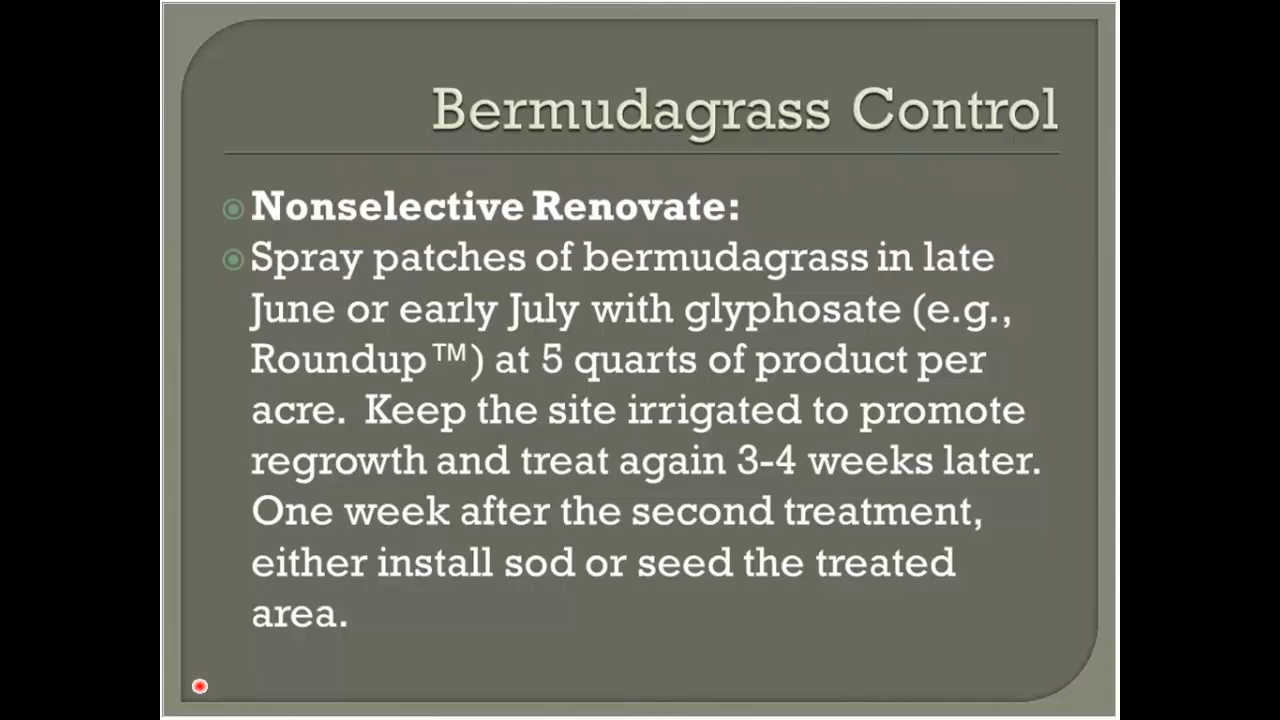 Bermudagrass Control
Nonselective Renovate:
Spray patches of bermudagrass in late
June or early July with glyphosate (e.g.,
Roundup™) at 5 quarts of product per
acre.  Keep the site irrigated to promote
regrowth and treat again 3-4 weeks later.
One week after the second treatment,
either install sod or seed the treated
area.